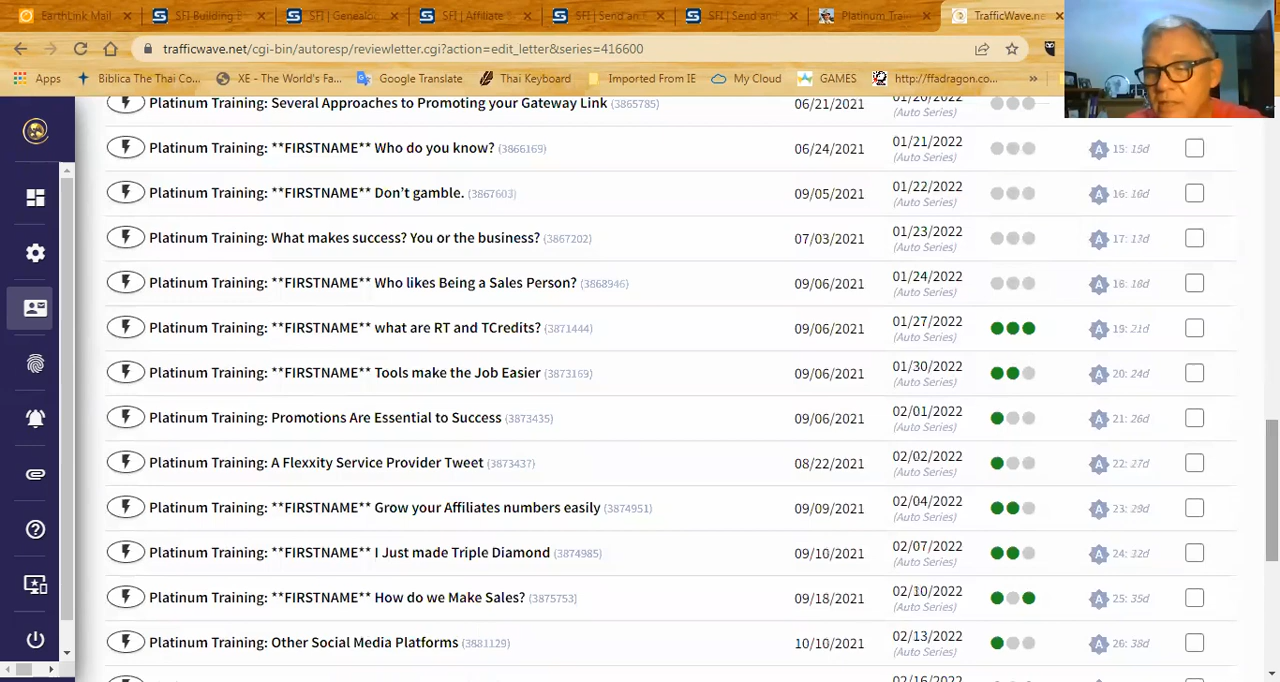 EarthLink Mail
SFI Building
SFI | Genealog
SFI | Affiliate
SFI | Send an
SFI | Send and
Platinum Train
TrafficWave.ne
trafficwave.net/cgi-bin/autoresp/reviewletter.cgi?action=edit_letter&series=416600
Apps
Biblica The Thai Co...
XE - The World's Fa...
Google Translate
Thai Keyboard
Imported From IE
My Cloud
GAMES
http://ffadragon.co...
»
Platinum Training: Several Approaches to Promoting your Gateway Link (3865785) 06/21/2021 01/20/2022
(Auto Series)
Platinum Training: **FIRSTNAME** Who do you know? (3866169) 06/24/2021 01/21/2022 A 15: 15d
(Auto Series)
Platinum Training: **FIRSTNAME** Don’t gamble. (3867603) 09/05/2021 01/22/2022 A 16: 16d
(Auto Series)
Platinum Training: What makes success? You or the business? (3867202) 07/03/2021 01/23/2022 A 17:
(Auto Series)
Platinum Training: **FIRSTNAME** Who likes Being a Sales Person? (3868946) 09/06/2021 01/24/2022 A
(Auto Series)
Platinum Training: **FIRSTNAME** what are RT and TCredits? (3871444) 09/06/2021 01/27/2022 A 21d
(Auto Series)
Platinum Training: **FIRSTNAME** Tools make the Job Easier (3873169) 09/06/2021 01/30/2022 A 20: 24d
(Auto Series)
Platinum Training: Promotions Are Essential to Success (3873435) 09/06/2021 02/01/2022 A 21: 26d
(Auto Series)
Platinum Training: A Flexxity Service Provider Tweet (3873437) 08/22/2021 02/02/2022 A 22: 27d
(Auto Series)
Platinum Training: **FIRSTNAME** Grow your Affiliates numbers easily (3874951) 09/09/2021 02/04/2022 A 23: 29d
(Auto Series)
Platinum Training: **FIRSTNAME** I Just made Triple Diamond (3874985) 09/10/2021 02/07/2022 A 24: 32d
(Auto Series)
Platinum Training: **FIRSTNAME** How do we Make Sales? (3875753) 09/18/2021 02/10/2022 A 25: 35d
(Auto Series)
Platinum Training: Other Social Media Platforms (3881129) 10/10/2021 02/13/2022 A 26: 38d
(Auto Series)
02/16/2022